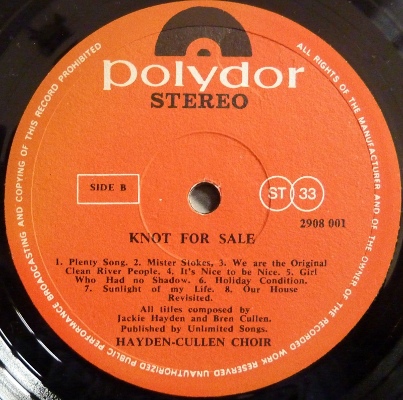 polydor
STEREO
SIDE B
ST 33
2908 001
KNOT FOR SALE
1. Plenty Song. 2. Mister Stokes, 3. We are the Original
Clean River People. 4. It's Nice to be Nice. 5. Girl
Who Had no Shadow. 6. Holiday Condition.
7. Sunlight of my Life. 8. Our House
Revisited.
All titles composed by
Jackie Hayden and Bren Cullen.
Published by Unlimited Songs.
HAYDEN-CULLEN CHOIR
ALL RIGHTS OF THE MANUFACTURER AND OF THE OWNER OF THE RECORDED WORK RESERVED. UNAUTHORIZED PUBLIC PERFORMANCE BROADCASTING AND COPYING OF THIS RECORD PROHIBITED